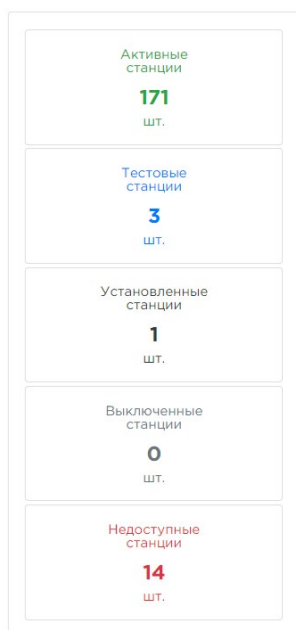 Активные
станции
171
шт.
Тестовые
станции
3
шт.
Установленные
станции
1
шт.
Выключенные
станции
0
шт.
Недоступные
станции
14
шт.